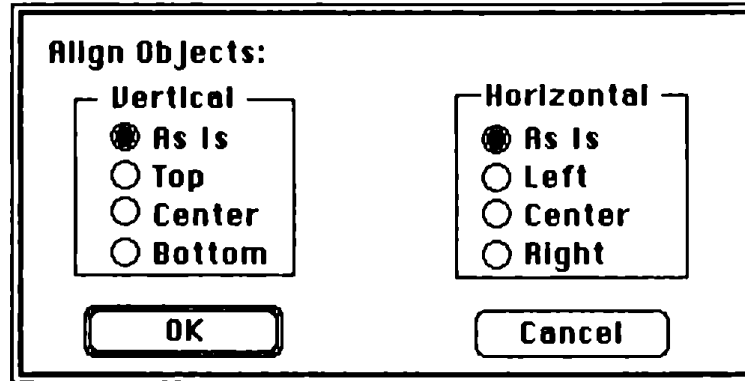 Align Objects:
Vertical
As Is
Top
Center
Bottom
Horizontal
As Is
Left
Center
Right
OK
Cancel